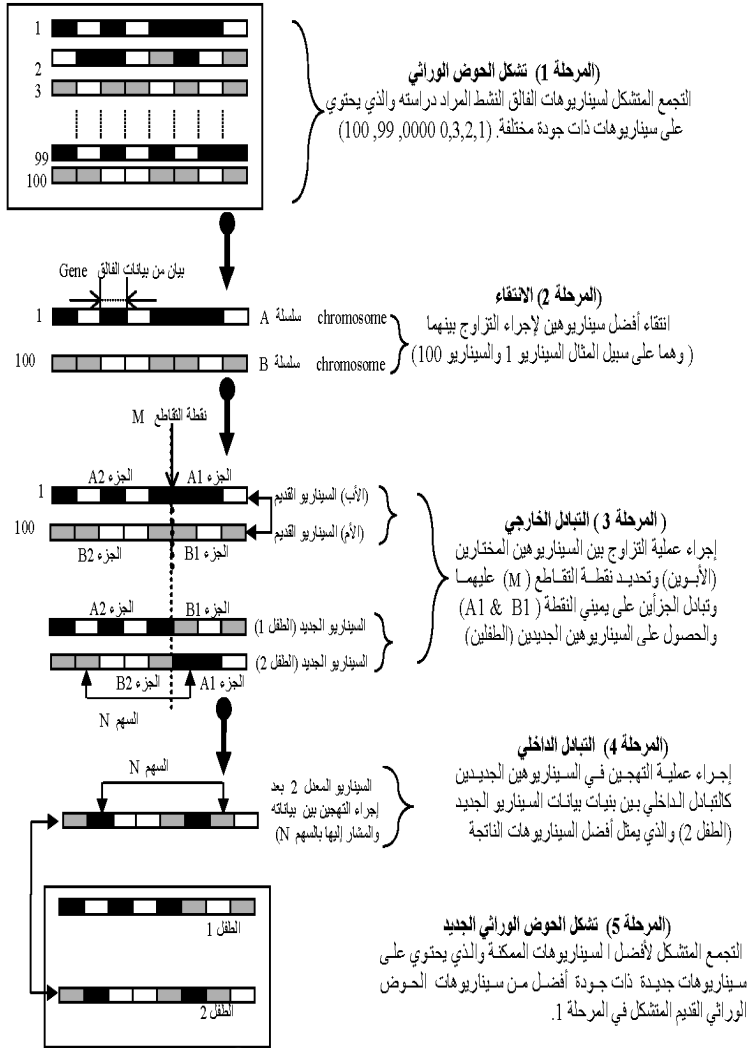 1
2
3
99
100
(المرحلة 1) تشكل الحوض الوراثي
التجمع المتشكل لسيناريوهات الفالق النشط المراد دراسته والذي يحتوي
على سيناريوهات ذات جودة مختلفة. (0,3,2,1 0000, 99, 100)
بيان من بيانات الفالق Gene
1
سلسلة A chromosome
100
سلسلة B chromosome
(المرحلة 2) الانتقاء
انتقاء أفضل سيناريوهين لإجراء التزاوج بينهما
( وهما على سبيل المثال السيناريو 1 والسيناريو 100)
نقطة التقاطع M
الجزء A2
الجزء A1
1
(الأب) السيناريو القديم
100
(الأم) السيناريو القديم
الجزء B2
الجزء B1
الجزء A2
الجزء B1
السيناريو الجديد (الطفل 1)
السيناريو الجديد (الطفل 2)
الجزء B2
الجزء A1
السهم N
( المرحلة 3 ) التبادل الخارجي
إجراء عملية التزاوج بين السيناريوهين المختارين
(الأبوين) وتحديد نقطة التقاطع ( M ) عليهما
وتبادل الجزأين على يميني النقطة ( A1 & B1)
والحصول على السيناريوهين الجديدين (الطفلين)
السهم N
السيناريو المعدل 2 بعد
إجراء التهجين بين بياناته
والمشار إليها بالسهم N)
(المرحلة 4) التبادل الداخلي
إجراء عملية التهجين في السيناريوهين الجديدين
كالتبادل الداخلي بين بنيات بيانات السيناريو الجديد
(الطفل 2) والذي يمثل أفضل السيناريوهات الناتجة
الطفل 1
الطفل 2
(المرحلة 5) تشكل الحوض الوراثي الجديد
التجمع المتشكل لأفضل ا لسيناريوهات الممكنة والذي يحتوي على
سيناريوهات جديدة ذات جودة أفضل من سيناريوهات الحوض
الوراثي القديم المتشكل في المرحلة 1.